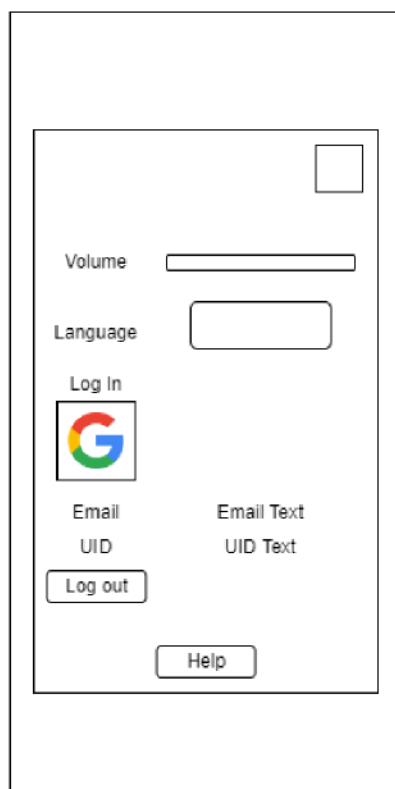 Volume
Language
Log In
Email Email Text
UID UID Text
Log out
Help